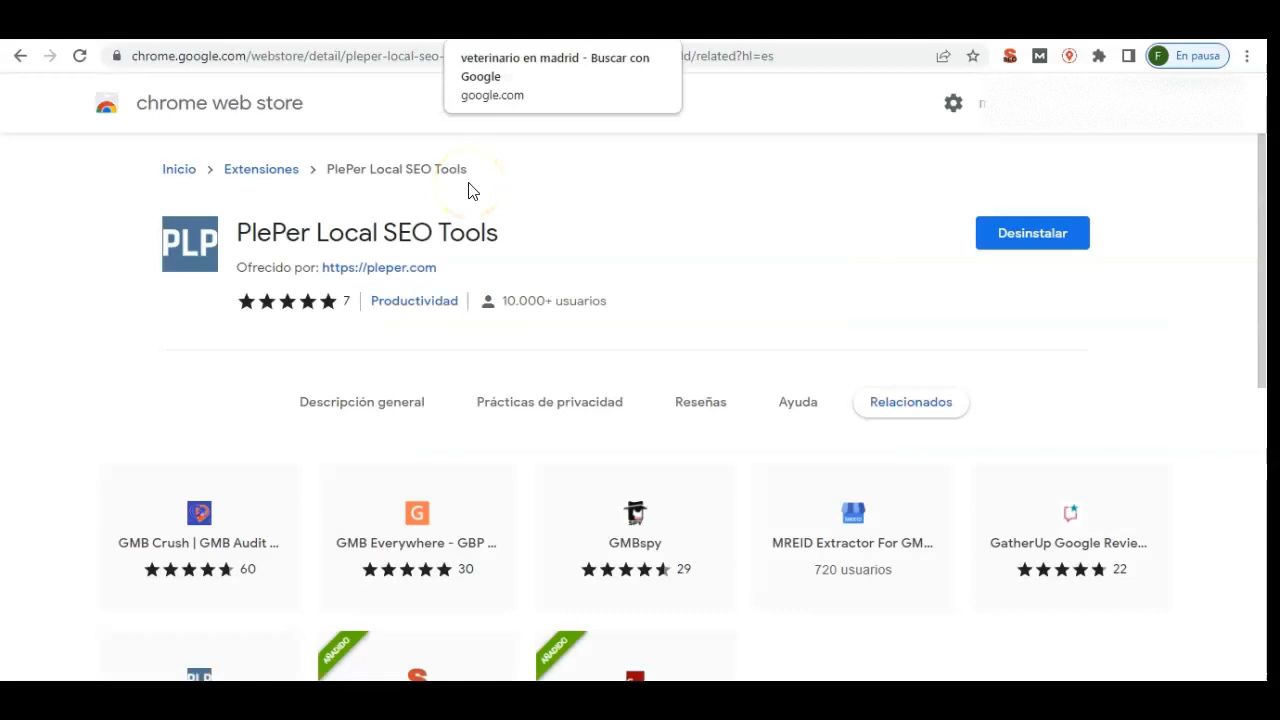 chrome.google.com/webstore/detail/pleper-local-seo-
d/related?hl=es
veterinario en madrid - Buscar con
Google
google.com
F
En pausa
chrome web store
Inicio > Extensiones > PlePer Local SEO Tools
PLP
PlePer Local SEO Tools
Desinstalar
Ofrecido por: https://pleper.com
7
Productividad
10.000+ usuarios
Descripción general
Prácticas de privacidad
Reseñas
Ayuda
Relacionados
GMB Crush | GMB Audit ...
60
G
GMB Everywhere - GBP ...
30
GMBspy
29
MREID Extractor For GM...
720 usuarios
GatherUp Google Revie...
22
PLP
AÑADIDO
S
AÑADIDO